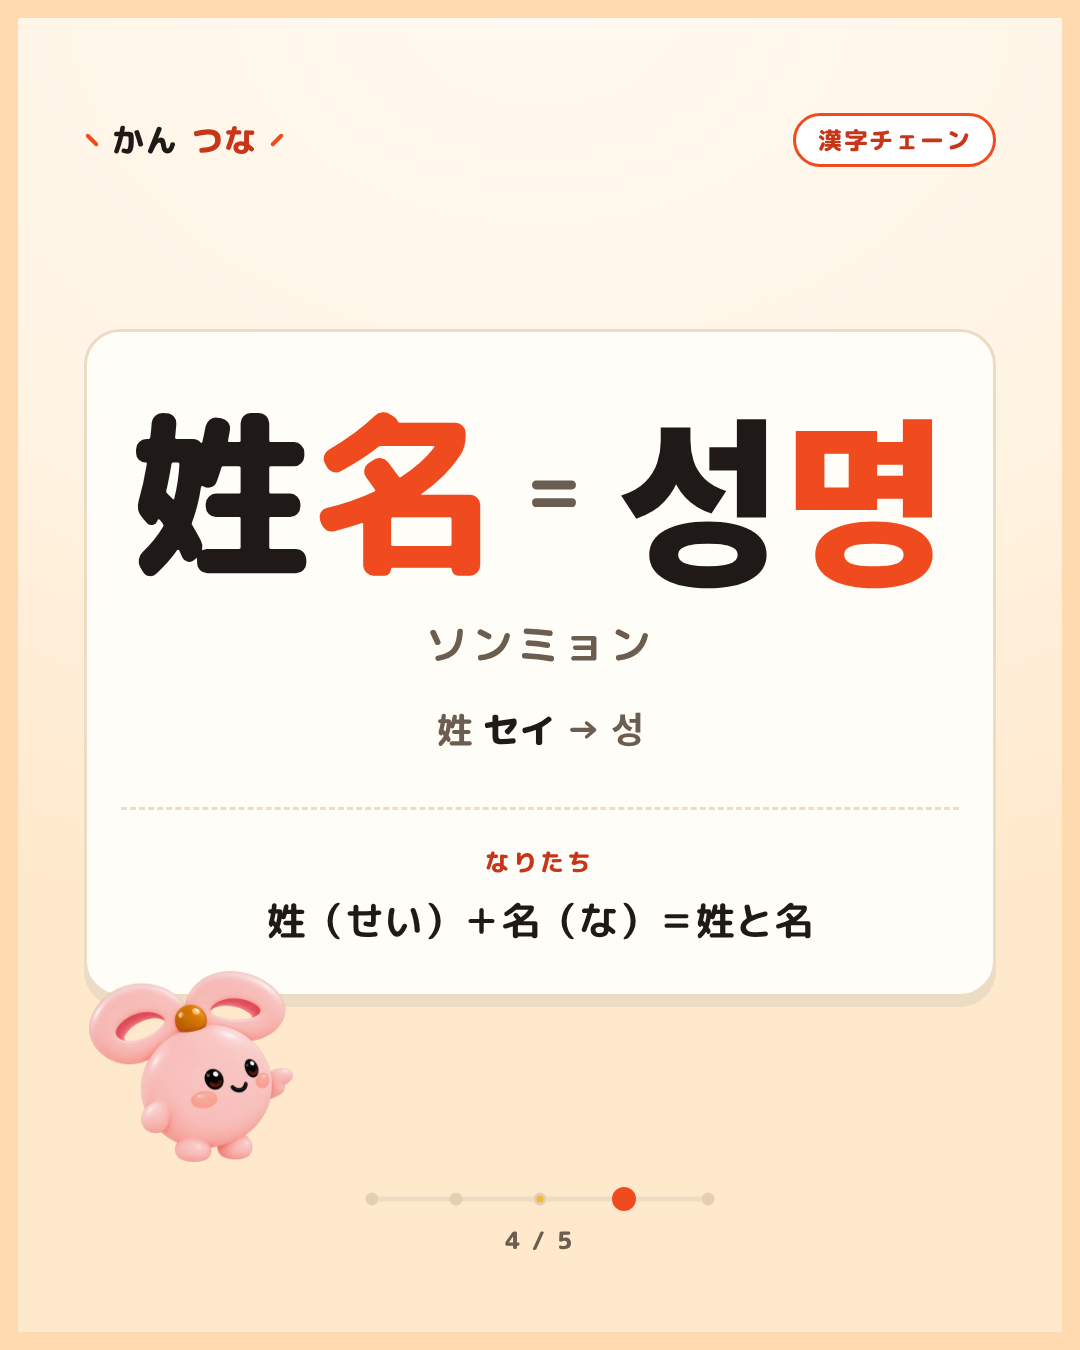 かん つな
漢字チェーン
姓名 = 성명
ソンミョン
姓 セイ → 성
なりたち
姓（せい）＋名（な）＝姓と名
4 / 5